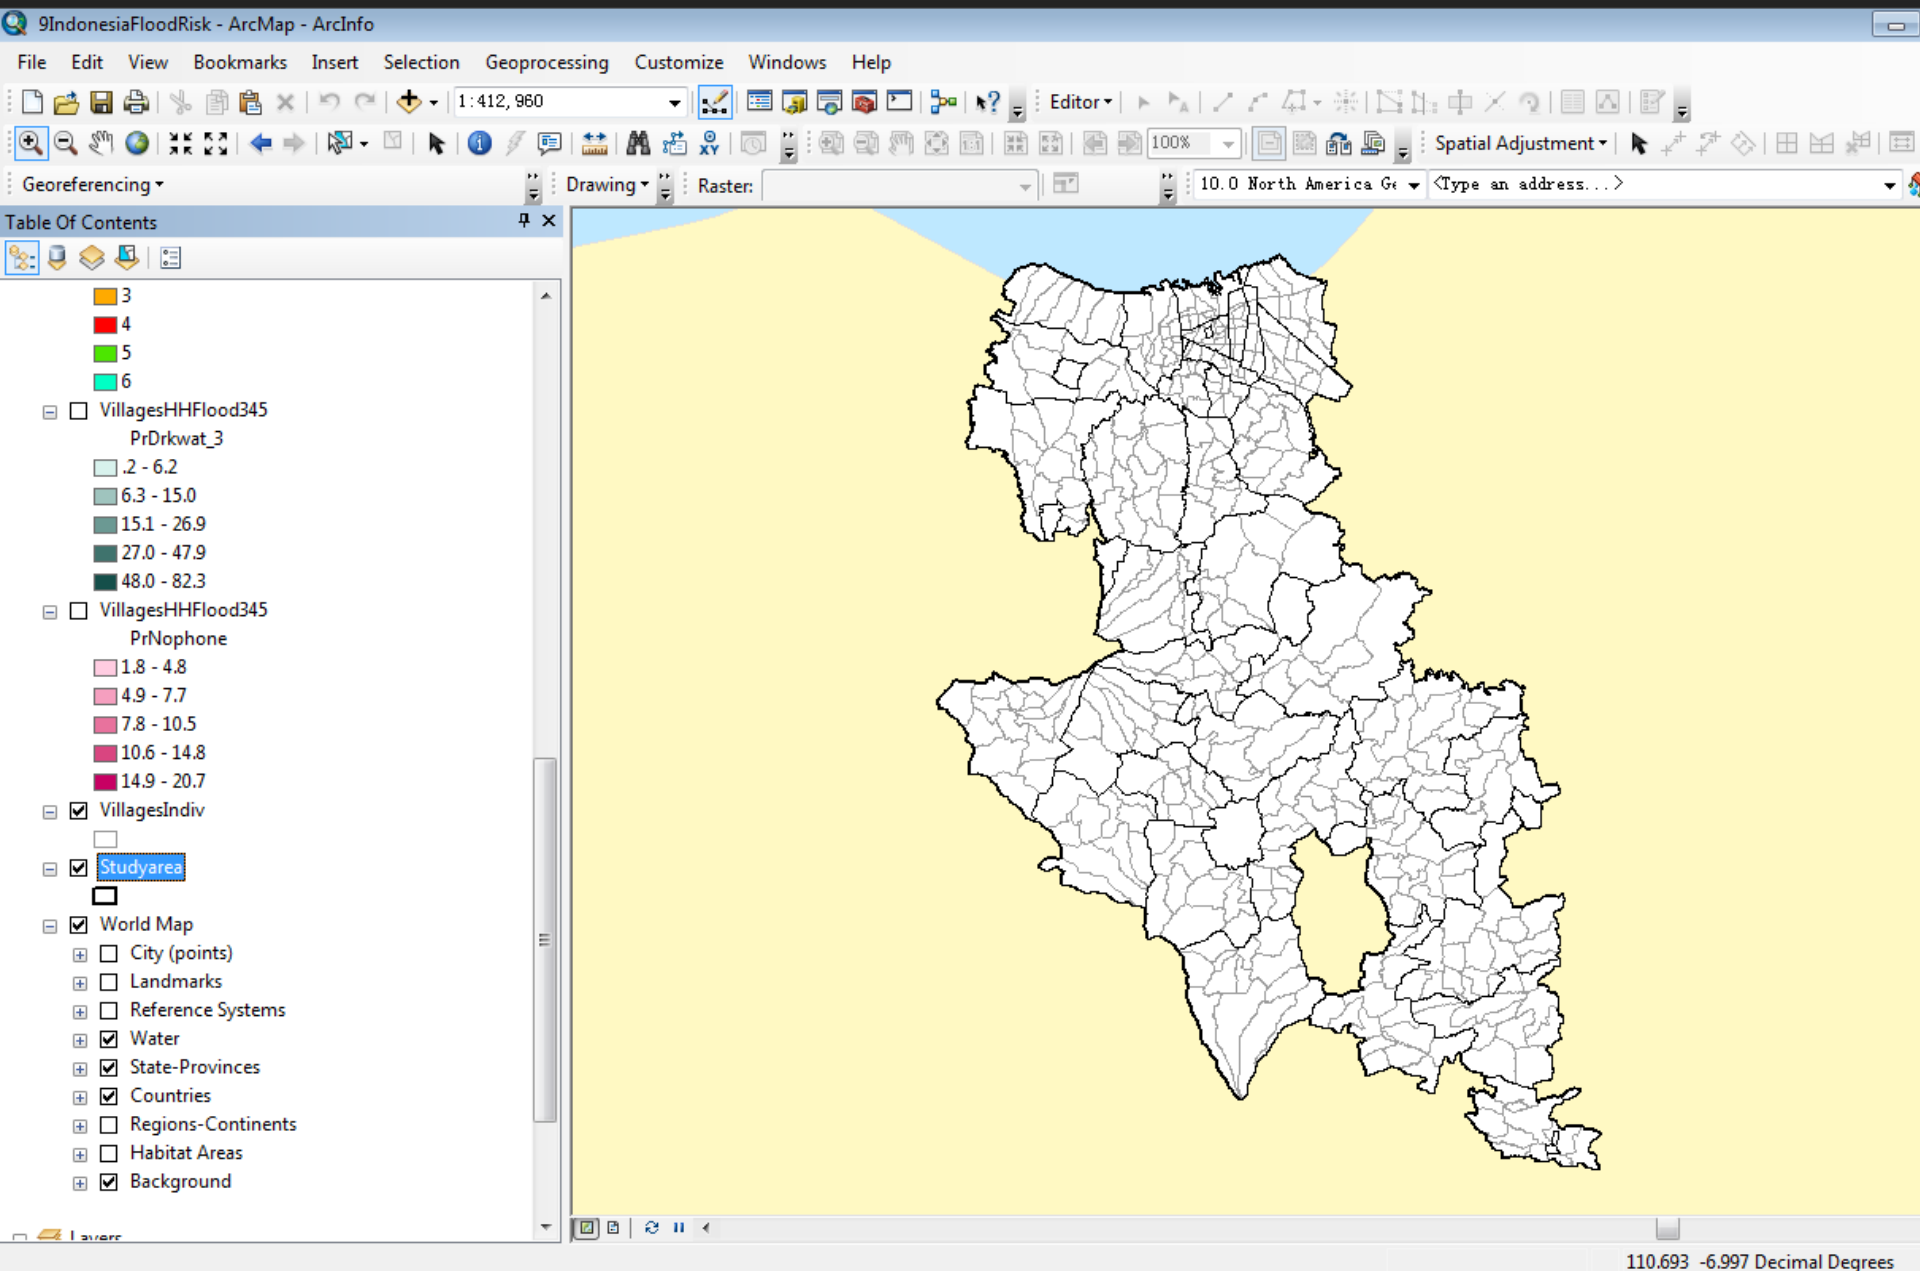 9IndonesiaFloodRisk - ArcMap - ArcInfo
File Edit View Bookmarks Insert Selection Geoprocessing Customize Windows Help
1:412,960
Editor
XY
100%
Spatial Adjustment
Georeferencing
Drawing
Raster:
10.0 North America
<Type an address...>
Table Of Contents
3
4
5
6
VillagesHHFlood345
PrDrkwat_3
.2 - 6.2
6.3 - 15.0
15.1 - 26.9
27.0 - 47.9
48.0 - 82.3
VillagesHHFlood345
PrNophone
1.8 - 4.8
4.9 - 7.7
7.8 - 10.5
10.6 - 14.8
14.9 - 20.7
VillagesIndiv
Studyarea
World Map
City (points)
Landmarks
Reference Systems
Water
State-Provinces
Countries
Regions-Continents
Habitat Areas
Background
Layers
110.693 -6.997 Decimal Degrees